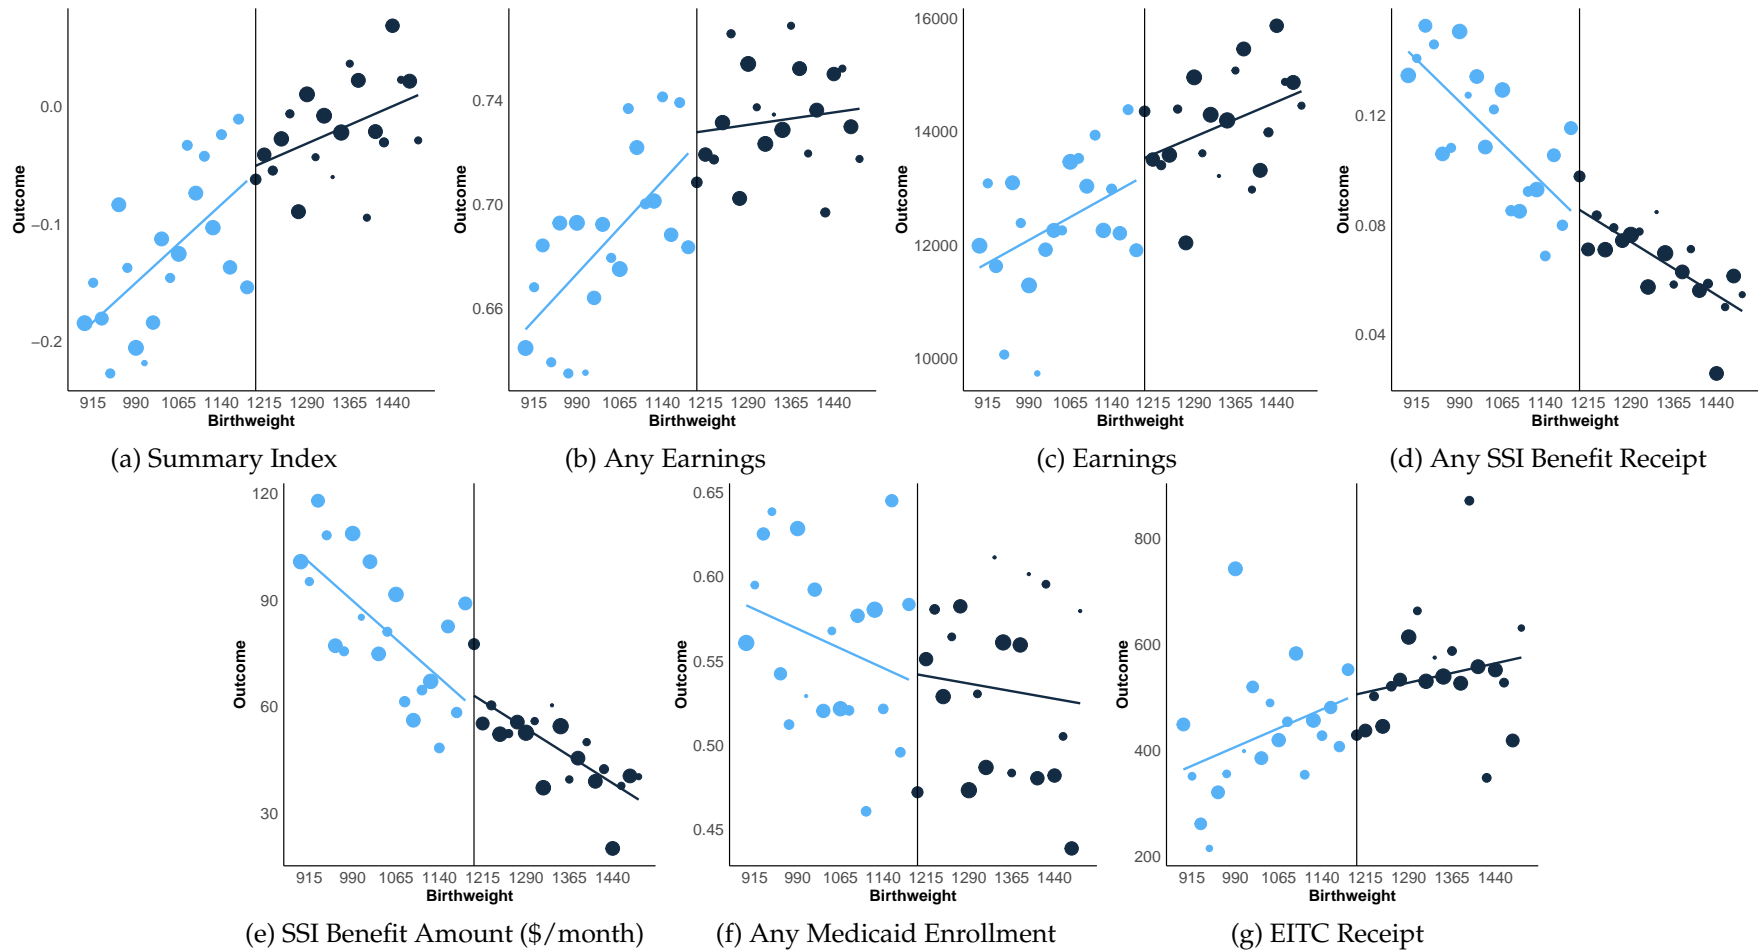 Outcome
0.0
−0.1
−0.2
915 990 1065 1140 1215 1290 1365 1440
Birthweight
(a) Summary Index
Outcome
0.74
0.70
0.66
915 990 1065 1140 1215 1290 1365 1440
Birthweight
(b) Any Earnings
Outcome
16000
14000
12000
10000
915 990 1065 1140 1215 1290 1365 1440
Birthweight
(c) Earnings
Outcome
0.12
0.08
0.04
915 990 1065 1140 1215 1290 1365 1440
Birthweight
(d) Any SSI Benefit Receipt
Outcome
120
90
60
30
915 990 1065 1140 1215 1290 1365 1440
Birthweight
(e) SSI Benefit Amount ($/month)
Outcome
0.65
0.60
0.55
0.50
0.45
915 990 1065 1140 1215 1290 1365 1440
Birthweight
(f) Any Medicaid Enrollment
Outcome
800
600
400
200
915 990 1065 1140 1215 1290 1365 1440
Birthweight
(g) EITC Receipt